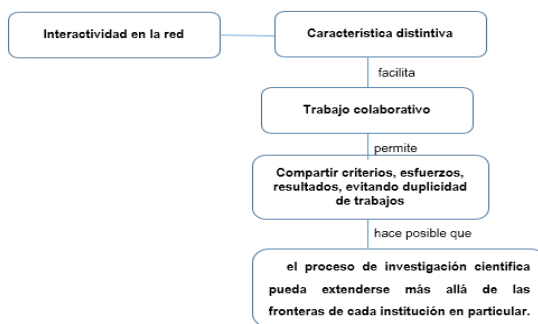 Interactividad en la red
Caracteristica distintiva
facilita
Trabajo colaborativo
permite
Compartir criterios, esfuerzos,
resultados, evitando duplicidad
de trabajos
hace posible que
el proceso de investigación científica
pueda extenderse más allá de las
fronteras de cada institución en particular.